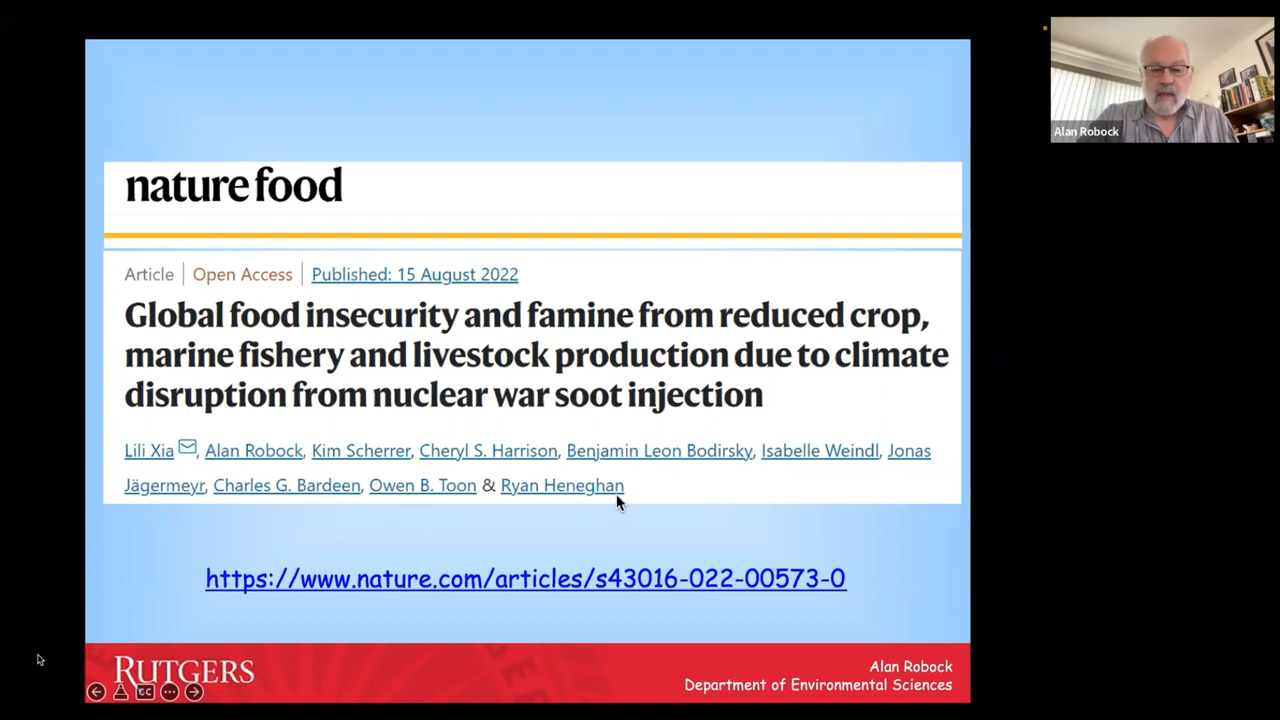 nature food
Article | Open Access | Published: 15 August 2022
Global food insecurity and famine from reduced crop,
marine fishery and livestock production due to climate
disruption from nuclear war soot injection
Lili Xia, Alan Robock, Kim Scherrer, Cheryl S. Harrison, Benjamin Leon Bodirsky, Isabelle Weindl, Jonas
Jägermeyr, Charles G. Bardeen, Owen B. Toon & Ryan Heneghan
https://www.nature.com/articles/s43016-022-00573-0
RUTGERS
Alan Robock
Department of Environmental Sciences
CC
Alan Robock